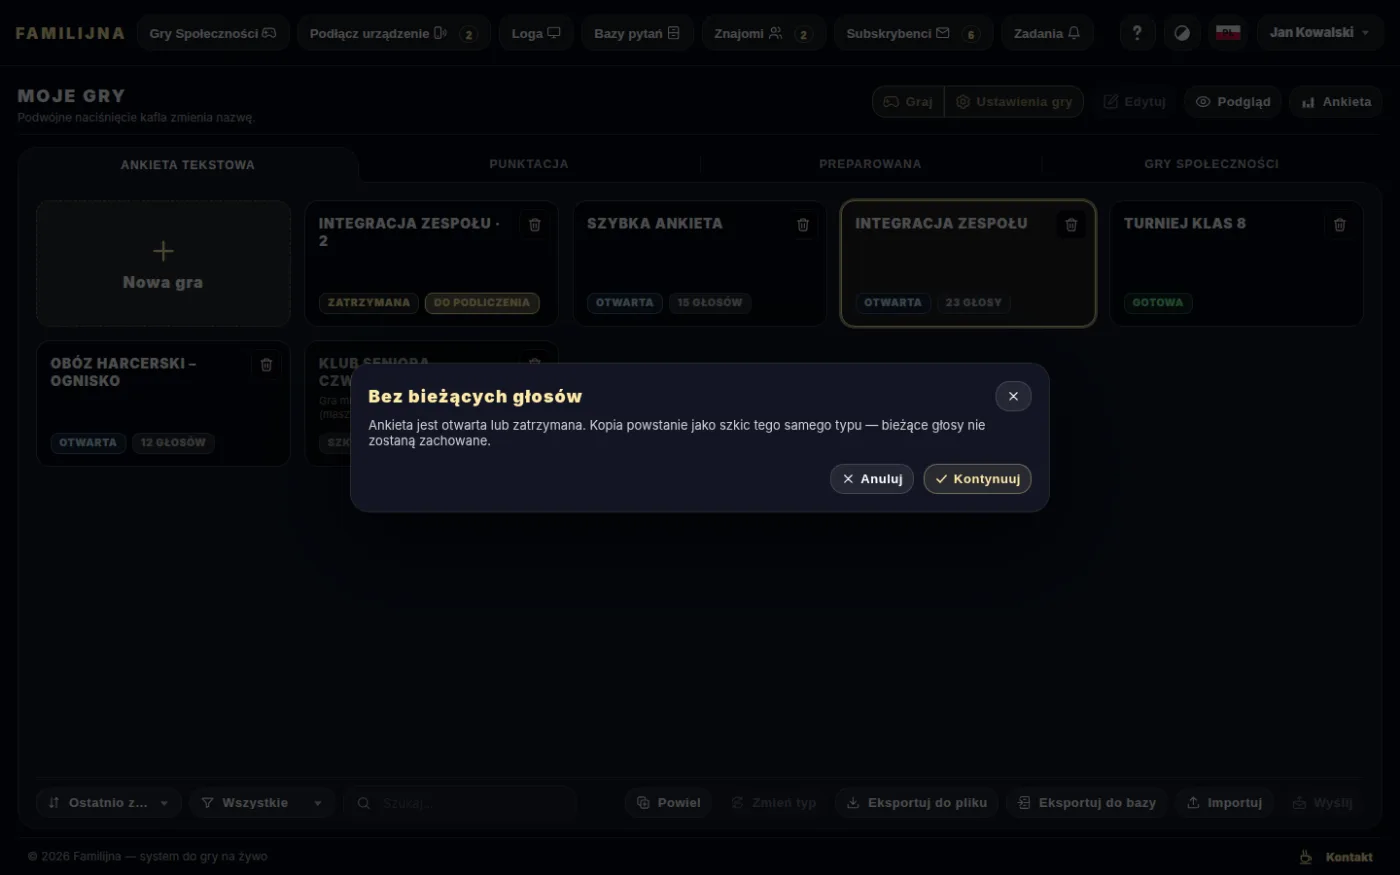 FAMILIJNA
Gry Społeczności
Podłącz urządzenie 2
Loga
Bazy pytań
Znajomi 2
Subskrybenci 6
Zadania
?
Jan Kowalski
MOJE GRY
Podwójne naciśnięcie kafla zmienia nazwę.
Graj
Ustawienia gry
Edytuj
Podgląd
Ankieta
ANKIETA TEKSTOWA
PUNKTACJA
PREPAROWANA
GRY SPOŁECZNOŚCI
Nowa gra
INTEGRACJA ZESPOŁU ·
2
ZATRZYMANA
DO PODLICZENIA
SZYBKA ANKIETA
OTWARTA
15 GŁOSÓW
INTEGRACJA ZESPOŁU
OTWARTA
23 GŁOSY
TURNIEJ KLAS 8
GOTOWA
OBÓZ HARCERSKI –
OGNISKO
OTWARTA
12 GŁOSÓW
KLUB SENIORA
Bez bieżących głosów
Ankieta jest otwarta lub zatrzymana. Kopia powstanie jako szkic tego samego typu — bieżące głosy nie
zostaną zachowane.
Anuluj
Kontynuuj
Ostatnio z...
Wszystkie
Szukaj...
Powiel
Zmień typ
Eksportuj do pliku
Eksportuj do bazy
Importuj
Wyślij
© 2026 Familijna — system do gry na żywo
Kontakt